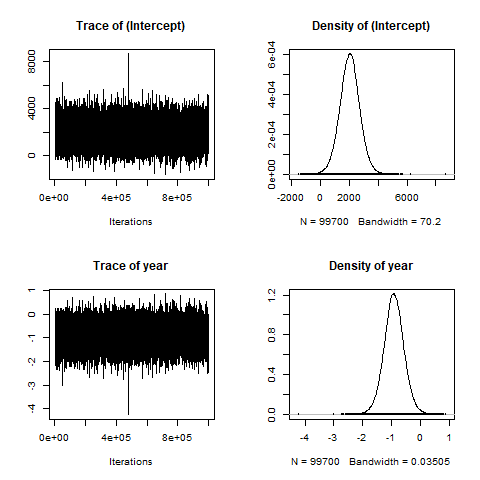 Trace of (Intercept)
8000
4000
0
0e+00 4e+05 8e+05
Iterations
Density of (Intercept)
6e-04
4e-04
2e-04
0e+00
-2000 0 2000 6000
N = 99700 Bandwidth = 70.2
Trace of year
1
0
-1
-2
-3
-4
0e+00 4e+05 8e+05
Iterations
Density of year
1.2
0.8
0.4
0.0
-4 -3 -2 -1 0 1
N = 99700 Bandwidth = 0.03505